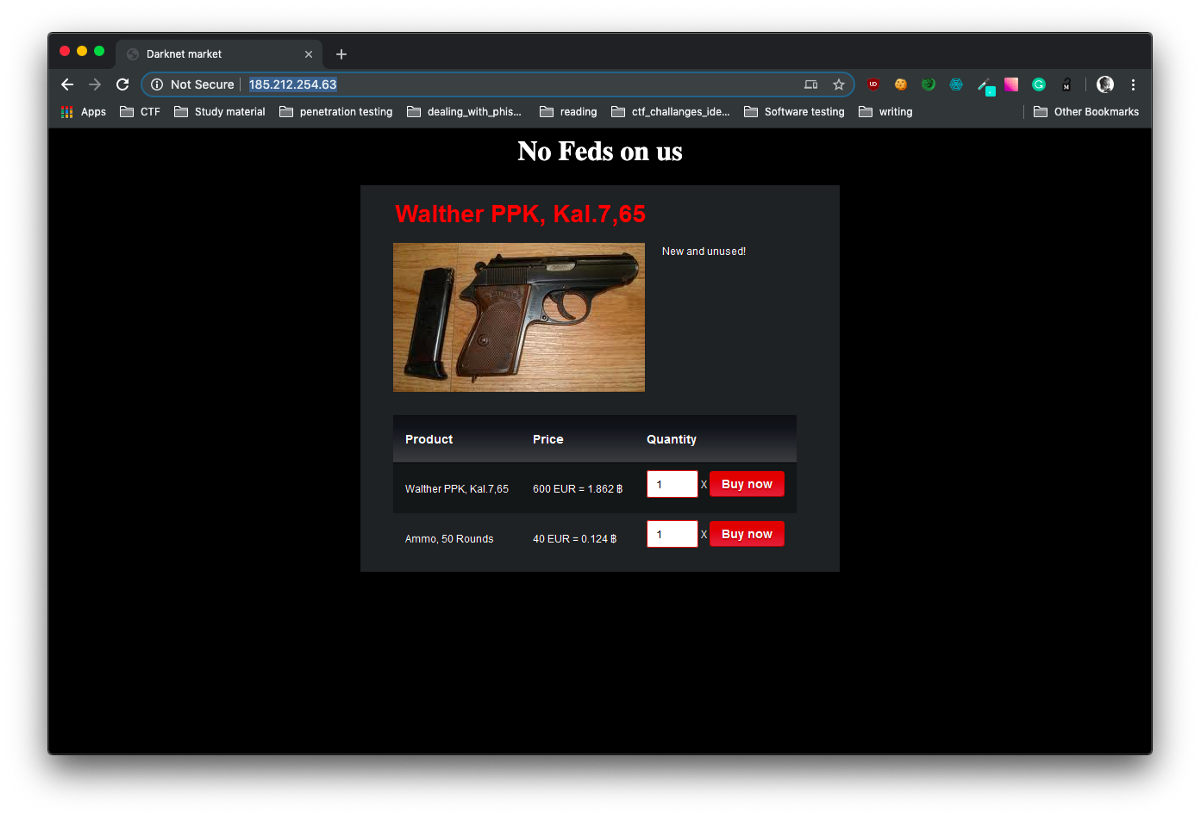 Darknet market
Not Secure 185.212.254.63
Apps CTF Study material penetration testing dealing_with_phis... reading ctf_challanges_ide... Software testing writing Other Bookmarks
No Feds on us
Walther PPK, Kal.7,65
New and unused!
Product Price Quantity
Walther PPK, Kal.7,65 600 EUR = 1.862 ฿ 1 X Buy now
Ammo, 50 Rounds 40 EUR = 0.124 ฿ 1 X Buy now